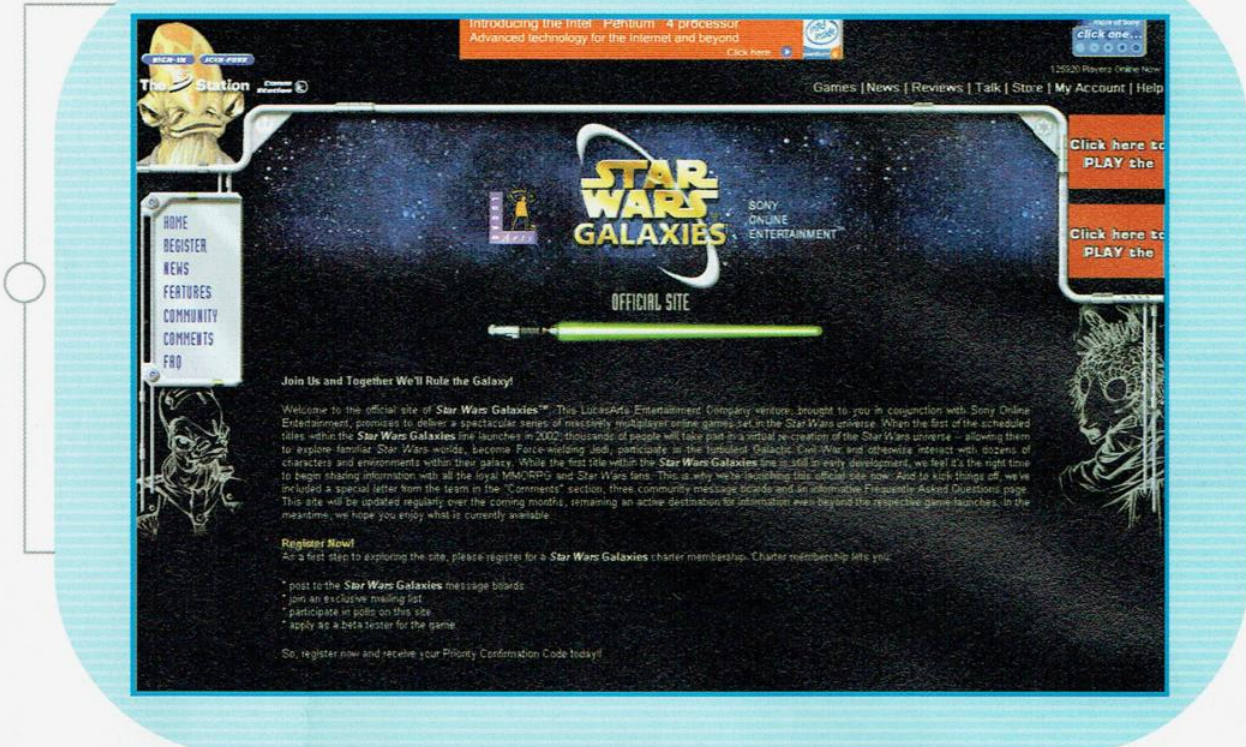 Introducing the Intel Pentium 4 processor
Advanced technology for the Internet and beyond
Click here
more of Sony
click one...
SIGN-IN JOIN-FREE
The Station
Comm
Station
Players Online Now
Games | News | Reviews | Talk | Store | My Account | Help
Click here to
PLAY the
Click here to
PLAY the
STAR
WARS
GALAXIES
Lucas
Arts
SONY
ONLINE
ENTERTAINMENT
OFFICIAL SITE
HOME
REGISTER
NEWS
FEATURES
COMMUNITY
COMMENTS
FAQ
Join Us and Together We'll Rule the Galaxy!
Welcome to the official site of Star Wars Galaxies™. This LucasArts Entertainment Company venture, brought to you in conjunction with Sony Online
Entertainment, promises to deliver a spectacular series of massively multiplayer online games set in the Star Wars universe. When the first of the scheduled
titles within the Star Wars Galaxies line launches in 2002, thousands of people will take part in a virtual re-creation of the Star Wars universe -- allowing them
to explore familiar Star Wars worlds, become Force-wielding Jedi, participate in the turbulent Galactic Civil War and otherwise interact with dozens of
characters and environments within their galaxy. While the first title within the Star Wars Galaxies line is still in early development, we feel it's the right time
to begin sharing information with all the loyal MMORPG and Star Wars fans. This is why we're launching this official site now. And to kick things off, we've
included a special letter from the team in the "Comments" section, three community message boards and an informative Frequently Asked Questions page.
This site will be updated regularly over the coming months, remaining an active destination for information even beyond the respective game launches. In the
meantime, we hope you enjoy what is currently available.
Register Now!
As a first step to exploring the site, please register for a Star Wars Galaxies charter membership. Charter membership lets you:
* post to the Star Wars Galaxies message boards
* join an exclusive mailing list
* participate in polls on this site
* apply as a beta tester for the game
So, register now and receive your Priority Confirmation Code today!!